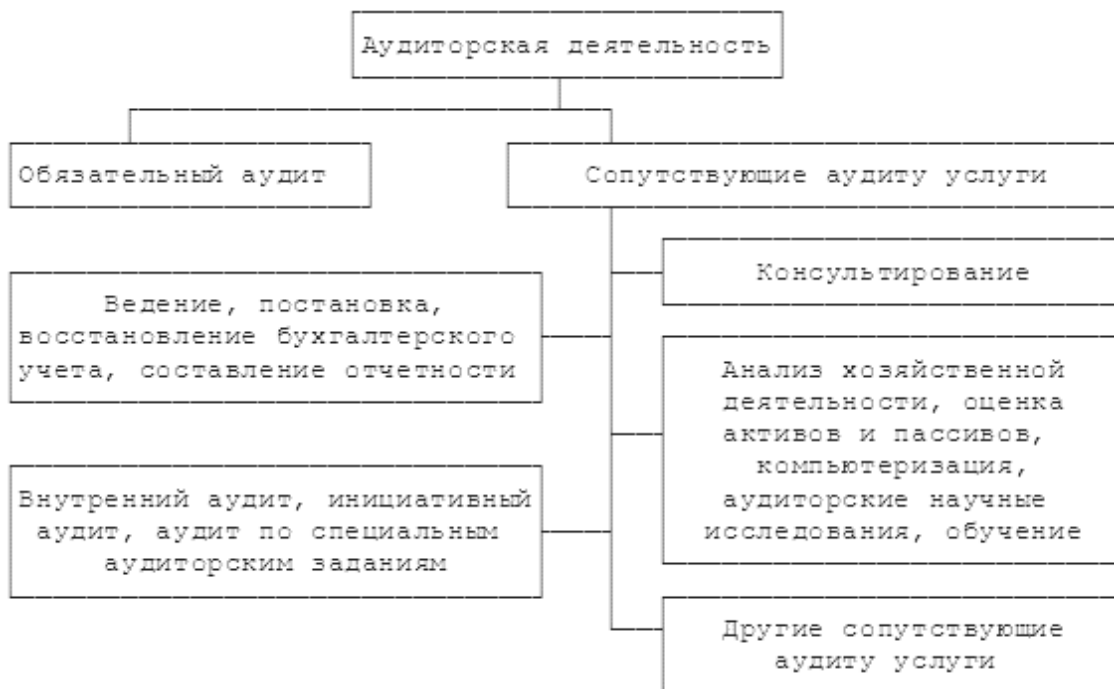 Аудиторская деятельность
Обязательный аудит
Сопутствующие аудиту услуги
Консультирование
Ведение, постановка,
восстановление бухгалтерского
учета, составление отчетности
Анализ хозяйственной
деятельности, оценка
активов и пассивов,
компьютеризация,
аудиторские научные
исследования, обучение
Внутренний аудит, инициативный
аудит, аудит по специальным
аудиторским заданиям
Другие сопутствующие
аудиту услуги